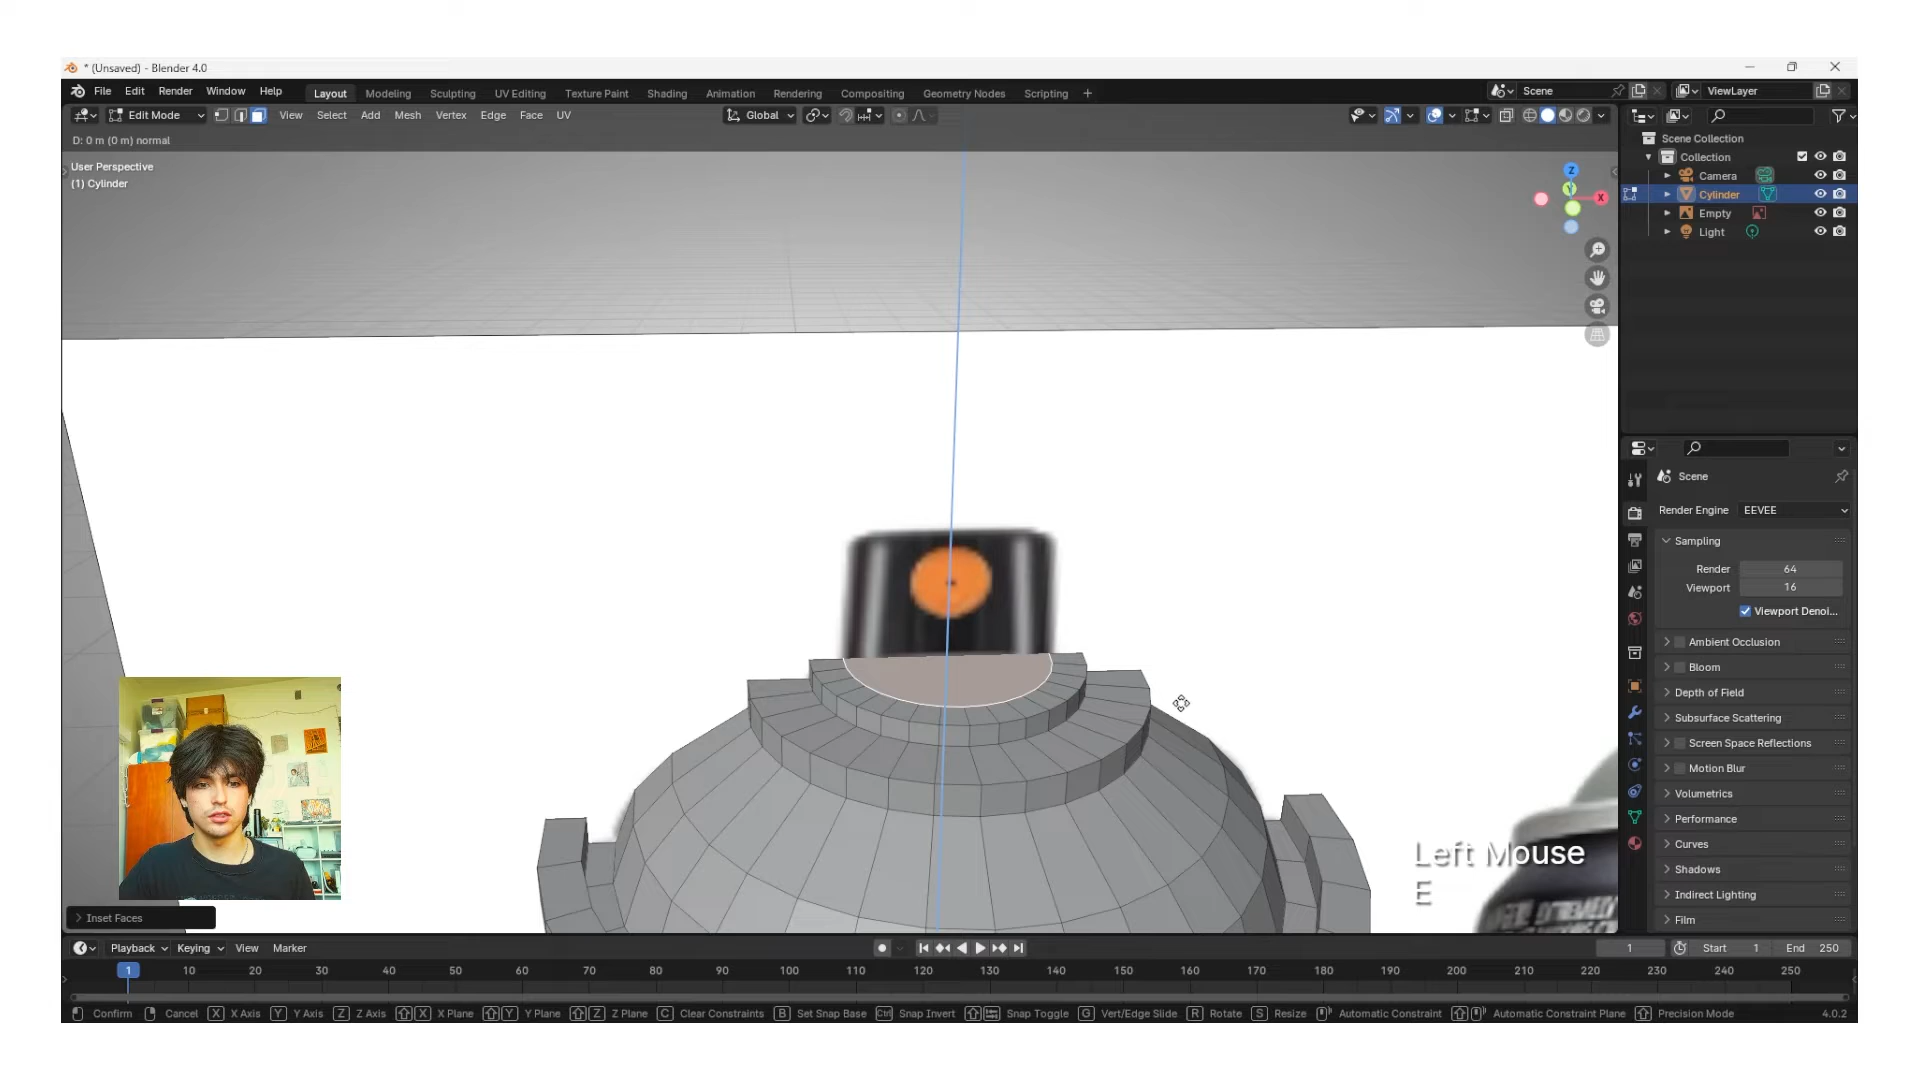 * (Unsaved) - Blender 4.0
File Edit Render Window Help
Layout Modeling Sculpting UV Editing Texture Paint Shading Animation Rendering Compositing Geometry Nodes Scripting +
Scene
ViewLayer
Edit Mode View Select Add Mesh Vertex Edge Face UV
Global
D: 0 m (0 m) normal
User Perspective
(1) Cylinder
Z
Y
X
Scene Collection
Collection
Camera
Cylinder
Empty
Light
Scene
Render Engine EEVEE
Sampling
Render 64
Viewport 16
Viewport Denoi...
Ambient Occlusion
Bloom
Depth of Field
Subsurface Scattering
Screen Space Reflections
Motion Blur
Volumetrics
Performance
Curves
Shadows
Indirect Lighting
Film
Left Mouse
E
Inset Faces
Playback Keying View Marker
1 Start 1 End 250
1 10 20 30 40 50 60 70 80 90 100 110 120 130 140 150 160 170 180 190 200 210 220 230 240 250
Confirm Cancel X X Axis Y Y Axis Z Z Axis X X Plane Y Y Plane Z Z Plane C Clear Constraints B Set Snap Base Ctrl Snap Invert Snap Toggle G Vert/Edge Slide R Rotate S Resize Automatic Constraint Automatic Constraint Plane Precision Mode 4.0.2